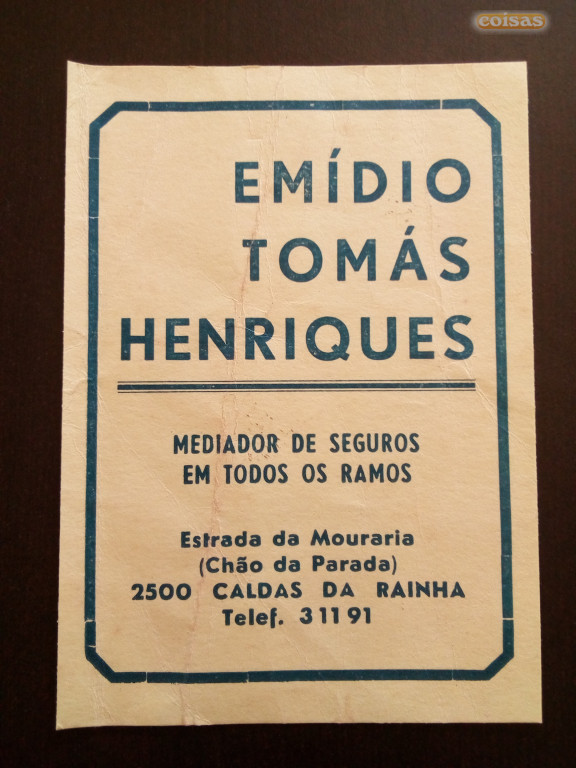 coisas
EMÍDIO
TOMÁS
HENRIQUES
MEDIADOR DE SEGUROS
EM TODOS OS RAMOS
Estrada da Mouraria
(Chão da Parada)
2500 CALDAS DA RAINHA
Telef. 31191